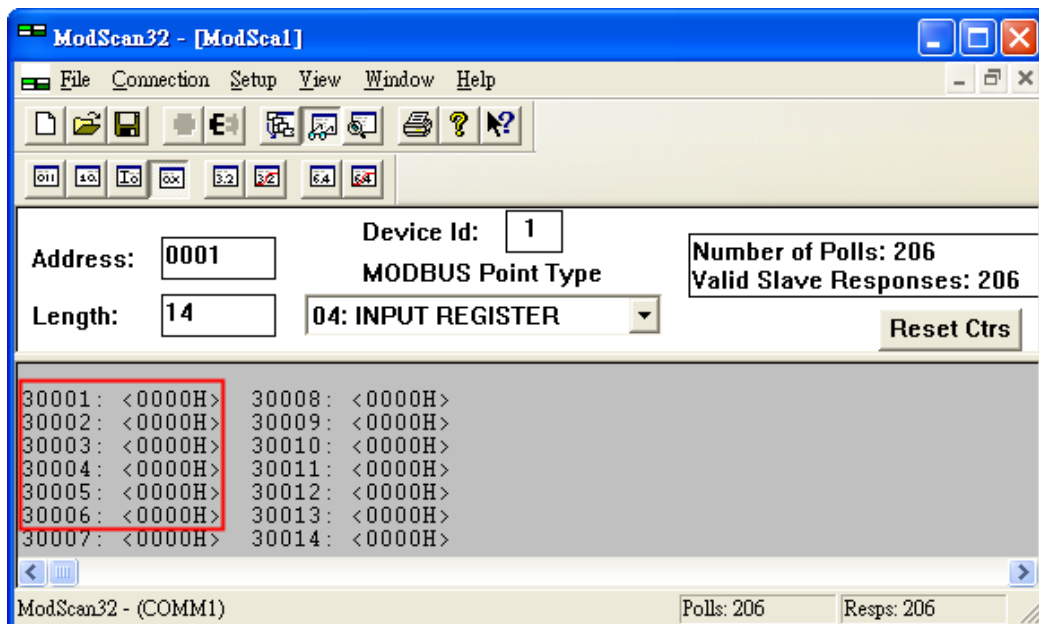 ModScan32 - [ModSca1]
File Connection Setup View Window Help
Address: 0001
Device Id: 1
MODBUS Point Type
Length: 14
04: INPUT REGISTER
Number of Polls: 206
Valid Slave Responses: 206
Reset Ctrs
30001: <0000H> 30008: <0000H>
30002: <0000H> 30009: <0000H>
30003: <0000H> 30010: <0000H>
30004: <0000H> 30011: <0000H>
30005: <0000H> 30012: <0000H>
30006: <0000H> 30013: <0000H>
30007: <0000H> 30014: <0000H>
ModScan32 - (COMM1) Polls: 206 Resps: 206